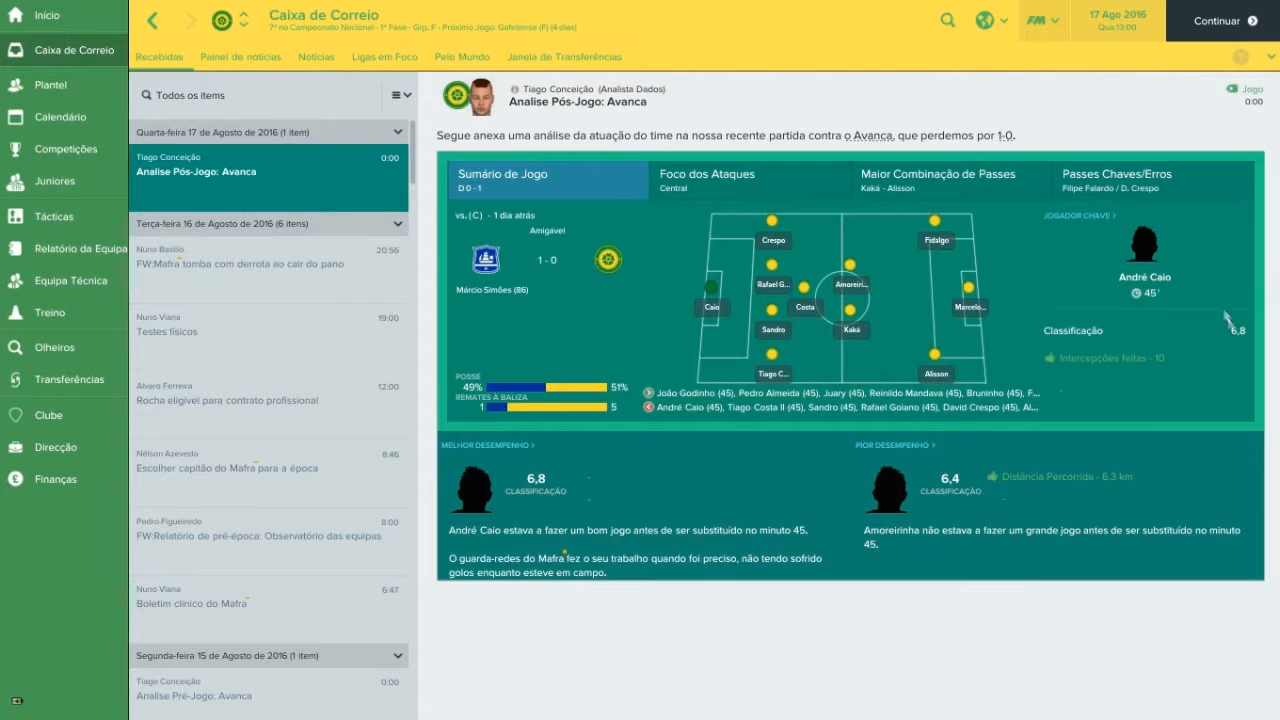 Início
Caixa de Correio
Plantel
Calendário
Competições
Juniores
Tácticas
Relatório da Equipa
Equipa Técnica
Treino
Olheiros
Transferências
Clube
Direcção
Finanças
Caixa de Correio
7º no Campeonato Nacional - 1ª Fase - Grp. F - Próximo Jogo: Gafetense (F) (4 dias)
FM
17 Ago 2016
Qua 13:00
Continuar
Recebidas
Painel de notícias
Notícias
Ligas em Foco
Pelo Mundo
Janela de Transferências
Todos os items
Quarta-feira 17 de Agosto de 2016 (1 item)
Tiago Conceição 0:00
Analise Pós-Jogo: Avanca
Terça-feira 16 de Agosto de 2016 (6 itens)
Nuno Basílio 20:56
FW:Mafra tomba com derrota ao cair do pano
Nuno Viana 19:00
Testes físicos
Álvaro Ferreira 12:00
Rocha eligível para contrato profissional
Nélson Azevedo 8:46
Escolher capitão do Mafra para a época
Pedro Figueiredo 8:00
FW:Relatório de pré-época: Observatório das equipas
Nuno Viana 6:47
Boletim clínico do Mafra
Segunda-feira 15 de Agosto de 2016 (1 item)
Tiago Conceição 0:00
Analise Pré-Jogo: Avanca
Tiago Conceição (Analista Dados)
Analise Pós-Jogo: Avanca
Jogo
0:00
Segue anexa uma análise da atuação do time na nossa recente partida contra o Avanca, que perdemos por 1-0.
Sumário de Jogo
D 0 - 1
Foco dos Ataques
Central
Maior Combinação de Passes
Kaká - Alisson
Passes Chaves/Erros
Filipe Falardo / D. Crespo
vs. (C) - 1 dia atrás
Amigável
1 - 0
Márcio Simões (86)
POSSE
49% 51%
REMATES À BALIZA
1 5
Crespo
Fidalgo
Rafael G...
Amoreiri...
Caio
Costa
Marcelo...
Sandro
Kaká
Tiago C...
Alisson
João Godinho (45), Pedro Almeida (45), Juary (45), Reinildo Mandava (45), Bruninho (45), F...
André Caio (45), Tiago Costa II (45), Sandro (45), Rafael Goiano (45), David Crespo (45), Al...
JOGADOR CHAVE >
André Caio
45'
Classificação 6,8
Intercepções feitas - 10
MELHOR DESEMPENHO >
6,8
CLASSIFICAÇÃO
André Caio estava a fazer um bom jogo antes de ser substituído no minuto 45.
O guarda-redes do Mafra fez o seu trabalho quando foi preciso, não tendo sofrido
golos enquanto esteve em campo.
PIOR DESEMPENHO >
6,4
CLASSIFICAÇÃO
Distância Percorrida - 6.3 km
Amoreirinha não estava a fazer um grande jogo antes de ser substituído no minuto
45.